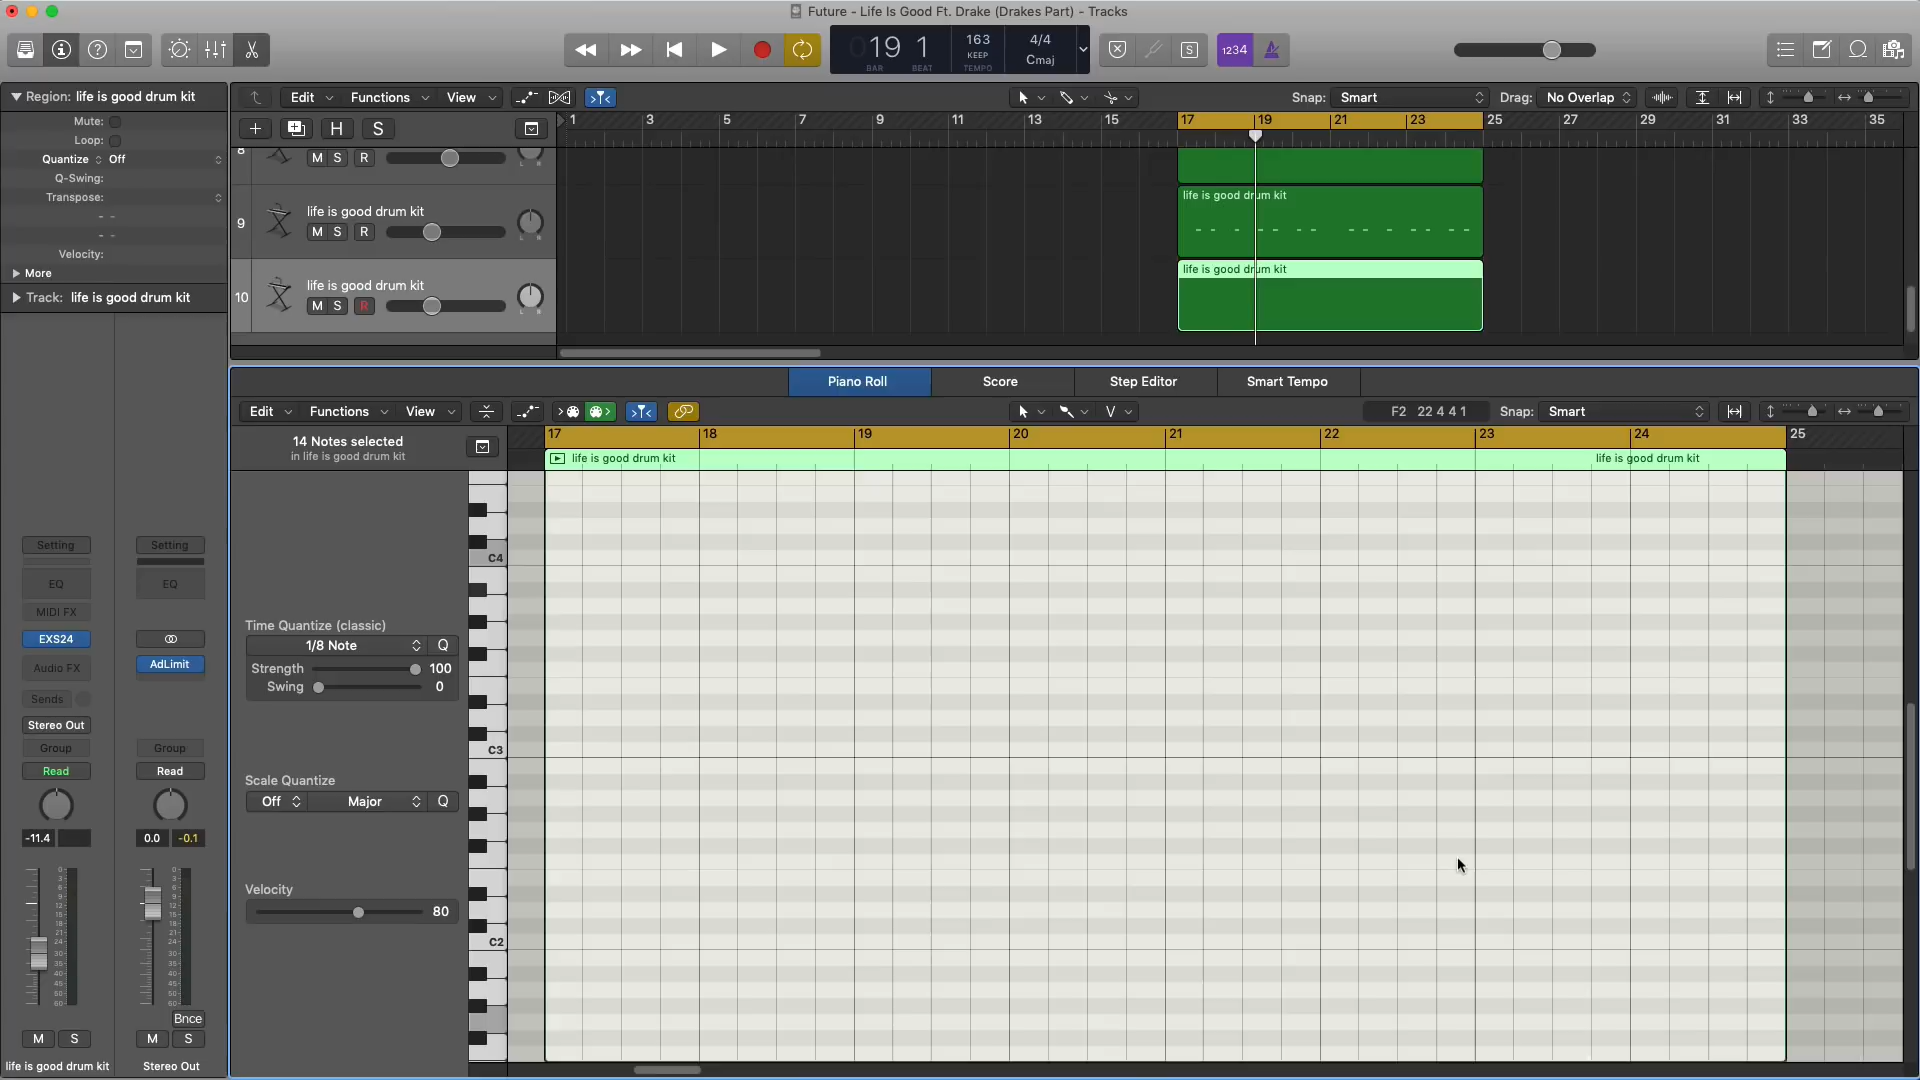 Future - Life Is Good Ft. Drake (Drakes Part) - Tracks
19 1
BAR BEAT
163
KEEP
TEMPO
4/4
Cmaj
S
1234
Region: life is good drum kit
Mute:
Loop:
Quantize Off
Q-Swing:
Transpose:
Velocity:
More
Track: life is good drum kit
Edit Functions View
Snap: Smart Drag: No Overlap
H S
1 3 5 7 9 11 13 15 17 19 21 23 25 27 29 31 33 35
8
M S R
L R
9
life is good drum kit
M S R
L R
10
life is good drum kit
M S R
L R
life is good drum kit
life is good drum kit
Piano Roll Score Step Editor Smart Tempo
Edit Functions View
V
F2 22 4 4 1 Snap: Smart
14 Notes selected
in life is good drum kit
17 18 19 20 21 22 23 24 25
life is good drum kit life is good drum kit
C4
C3
C2
Time Quantize (classic)
1/8 Note Q
Strength 100
Swing 0
Scale Quantize
Off Major Q
Velocity
80
Setting Setting
EQ EQ
MIDI FX
EXS24
Audio FX AdLimit
Sends
Stereo Out
Group Group
Read Read
-11.4 0.0 -0.1
Bnce
M S M S
life is good drum kit Stereo Out